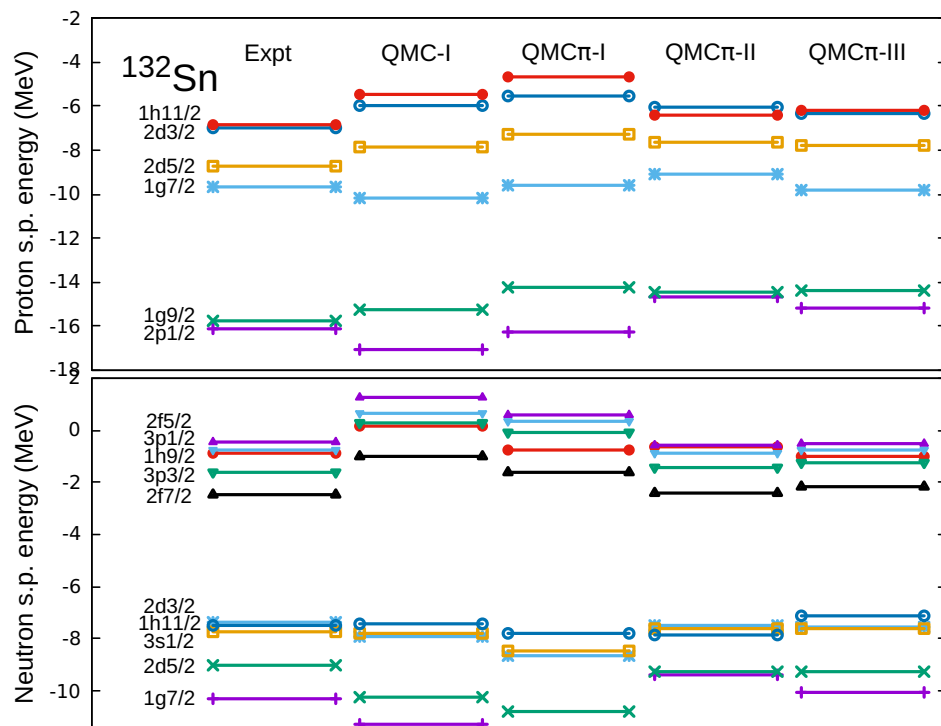 -2
Expt QMC-I QMCπ-I QMCπ-II QMCπ-III
-4
¹³²Sn
-6
1h11/2
2d3/2
-8
2d5/2
1g7/2
-10
-12
-14
1g9/2
-16
2p1/2
-18
Proton s.p. energy (MeV)
2
2f5/2
0
3p1/2
1h9/2
3p3/2
-2
2f7/2
-4
-6
2d3/2
1h11/2
3s1/2
-8
2d5/2
1g7/2
-10
Neutron s.p. energy (MeV)